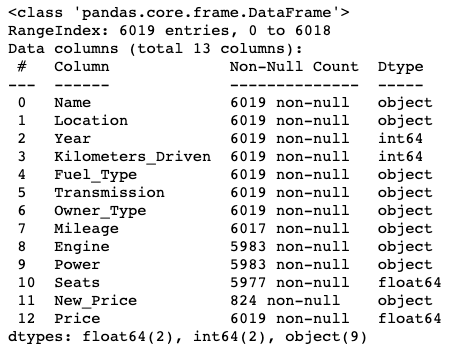 <class 'pandas.core.frame.DataFrame'>
RangeIndex: 6019 entries, 0 to 6018
Data columns (total 13 columns):
 #   Column             Non-Null Count  Dtype
---  ------             --------------  -----
 0   Name               6019 non-null   object
 1   Location           6019 non-null   object
 2   Year               6019 non-null   int64
 3   Kilometers_Driven  6019 non-null   int64
 4   Fuel_Type          6019 non-null   object
 5   Transmission       6019 non-null   object
 6   Owner_Type         6019 non-null   object
 7   Mileage            6017 non-null   object
 8   Engine             5983 non-null   object
 9   Power              5983 non-null   object
 10  Seats              5977 non-null   float64
 11  New_Price          824 non-null    object
 12  Price              6019 non-null   float64
dtypes: float64(2), int64(2), object(9)